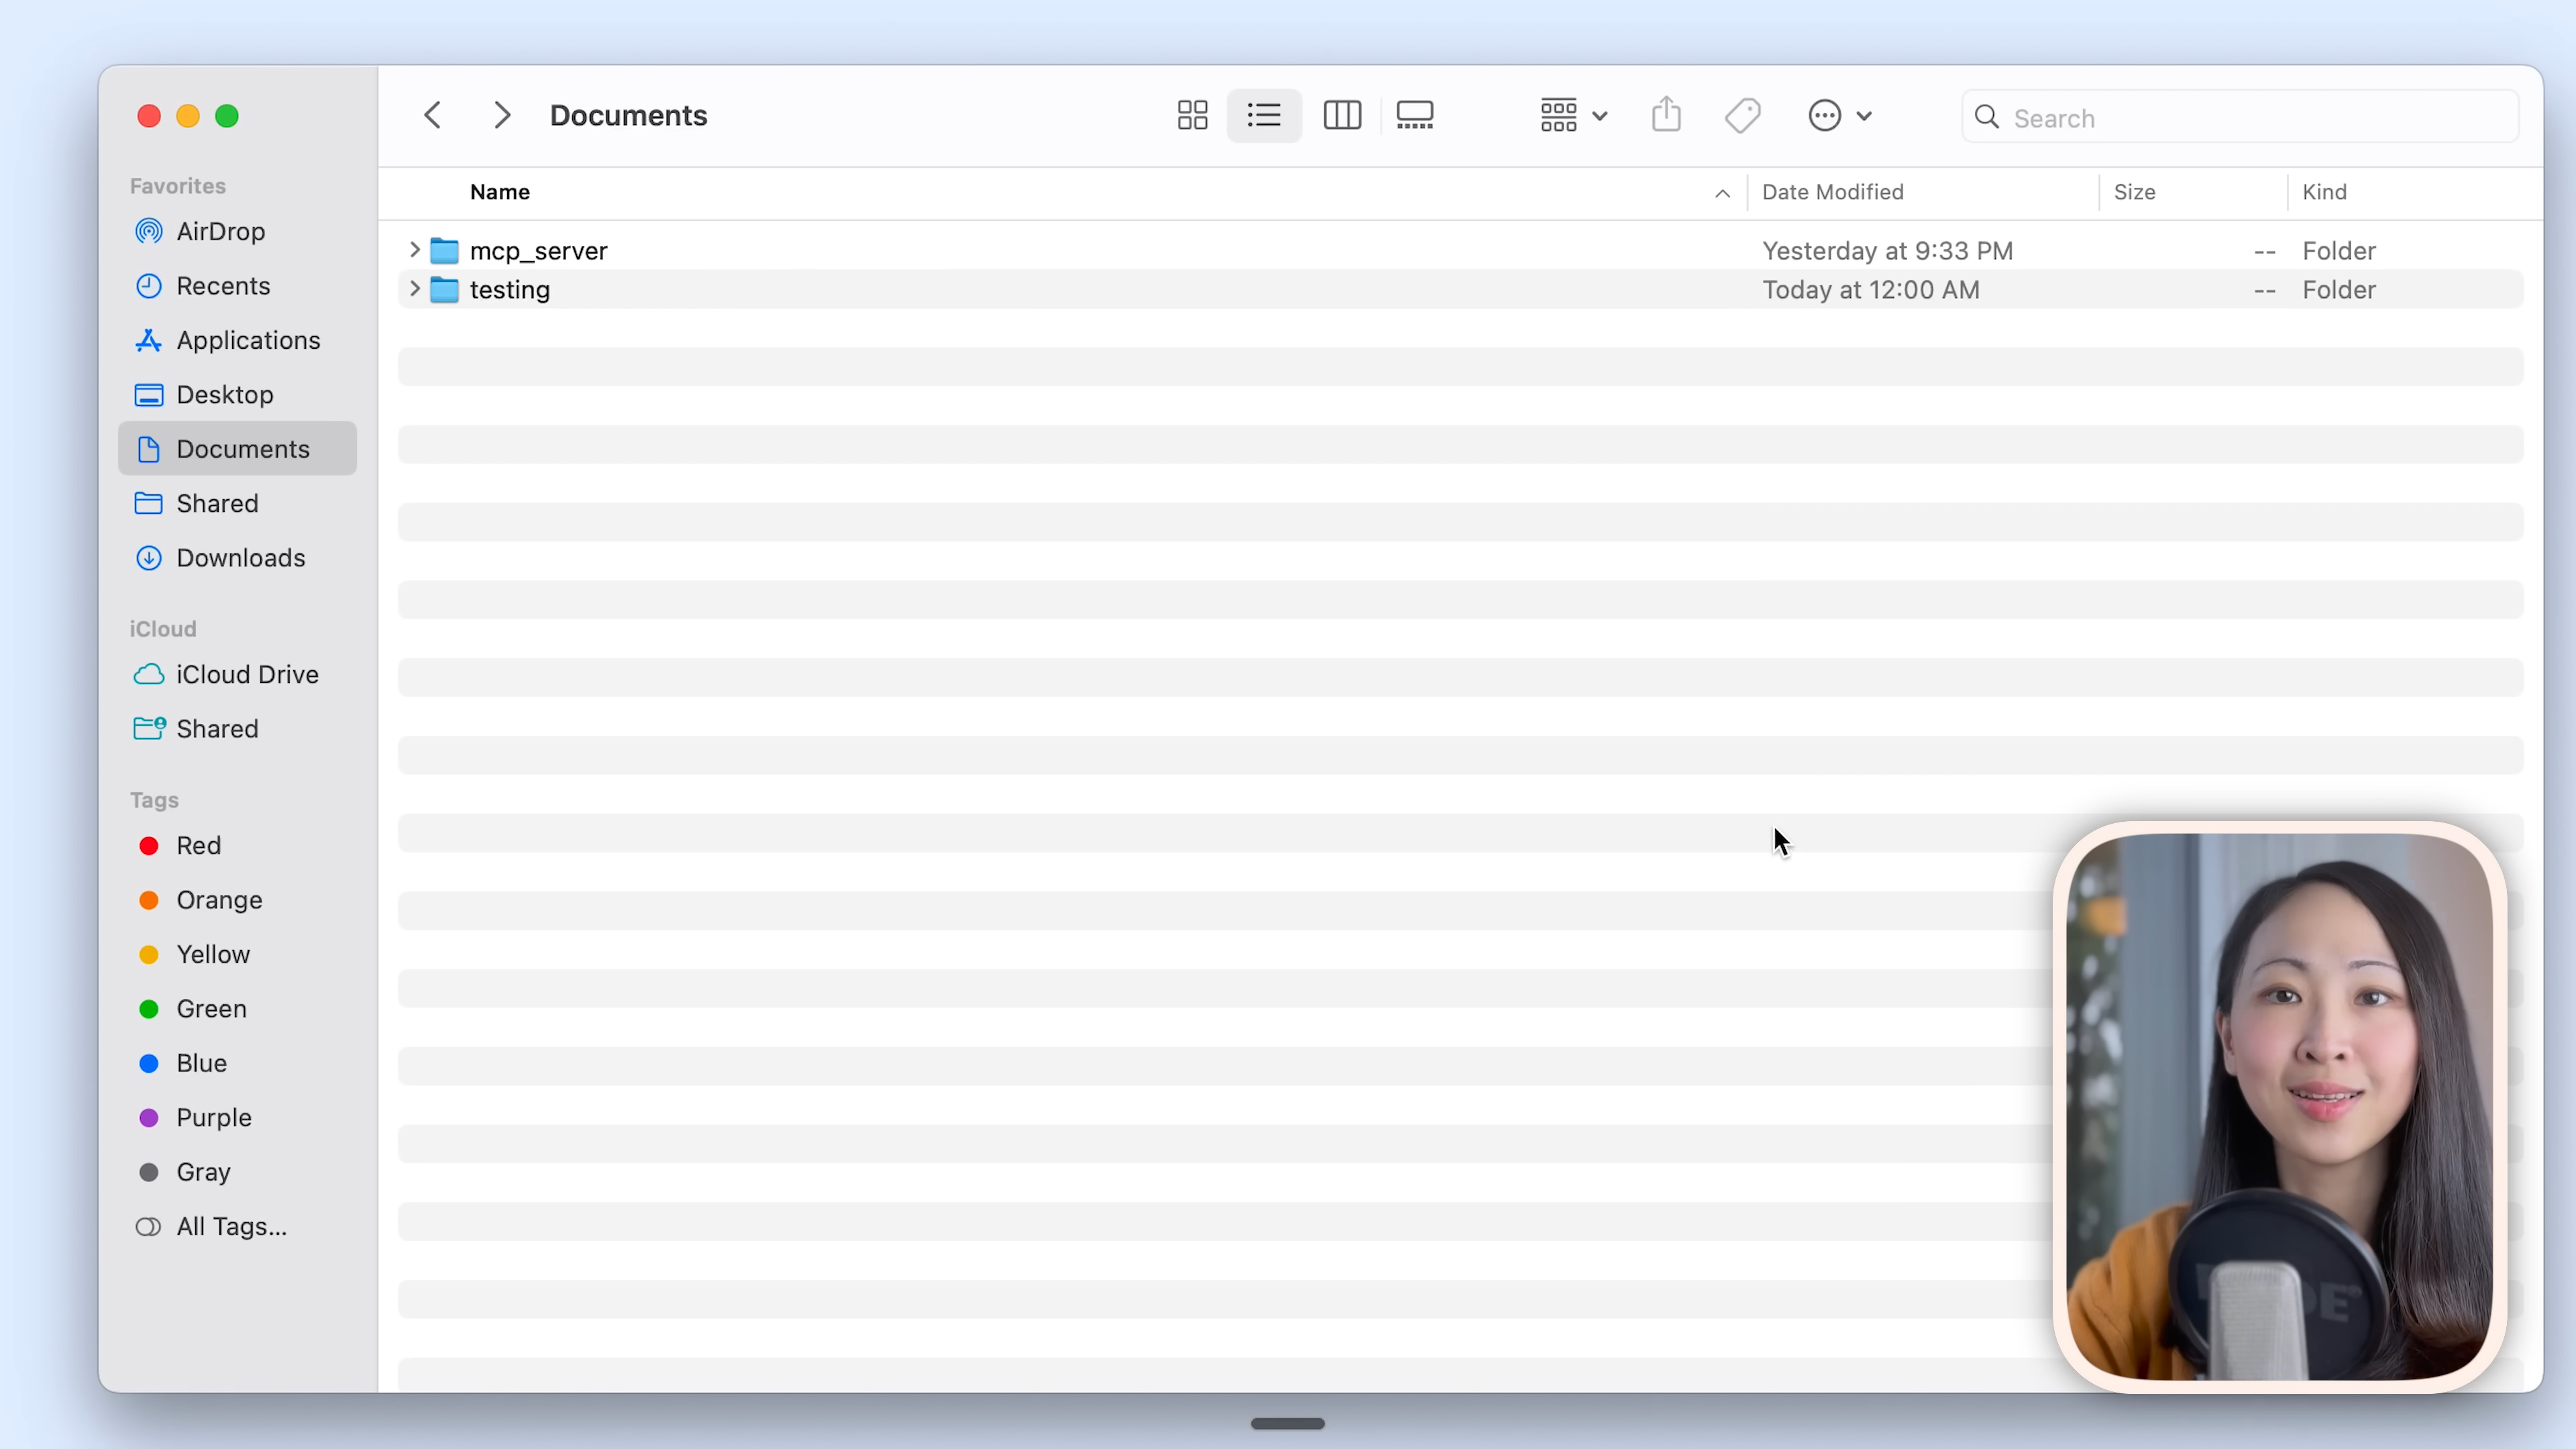 Documents
Search
Favorites
AirDrop
Recents
Applications
Desktop
Documents
Shared
Downloads
iCloud
iCloud Drive
Shared
Tags
Red
Orange
Yellow
Green
Blue
Purple
Gray
All Tags...
Name Date Modified Size Kind
mcp_server Yesterday at 9:33 PM -- Folder
testing Today at 12:00 AM -- Folder